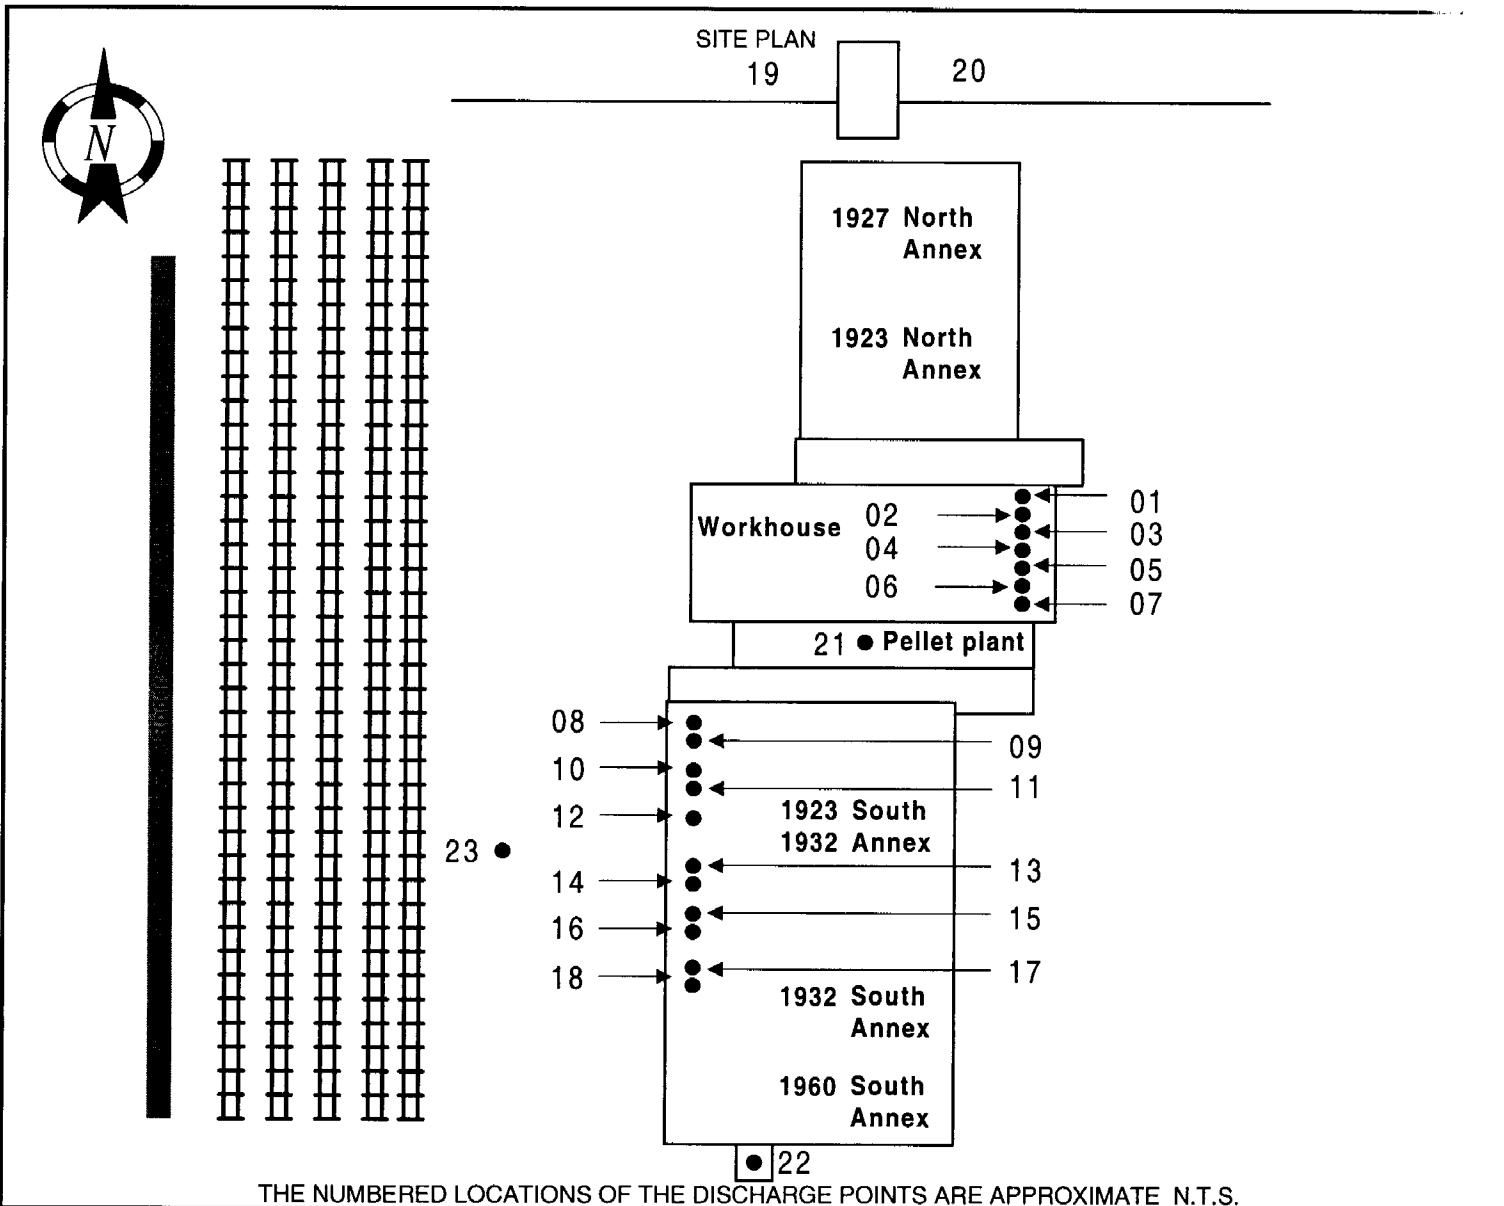 SITE PLAN
19
20
N
1927 North
Annex
1923 North
Annex
01
02
Workhouse
03
04
05
06
07
21 Pellet plant
08
09
10
11
12
1923 South
1932 Annex
23
13
14
15
16
17
18
1932 South
Annex
1960 South
Annex
22
THE NUMBERED LOCATIONS OF THE DISCHARGE POINTS ARE APPROXIMATE N.T.S.